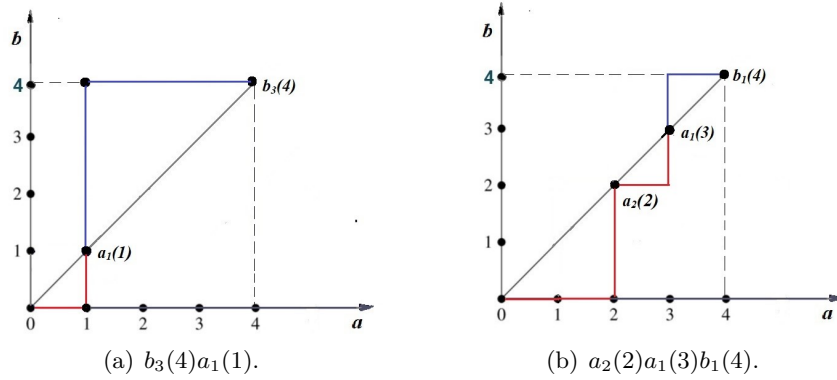 b
4
3
2
1
0
1
2
3
4
a
b₃(4)
a₁(1)
(a) b₃(4)a₁(1).
b
4
3
2
1
0
1
2
3
4
a
b₁(4)
a₁(3)
a₂(2)
(b) a₂(2)a₁(3)b₁(4).